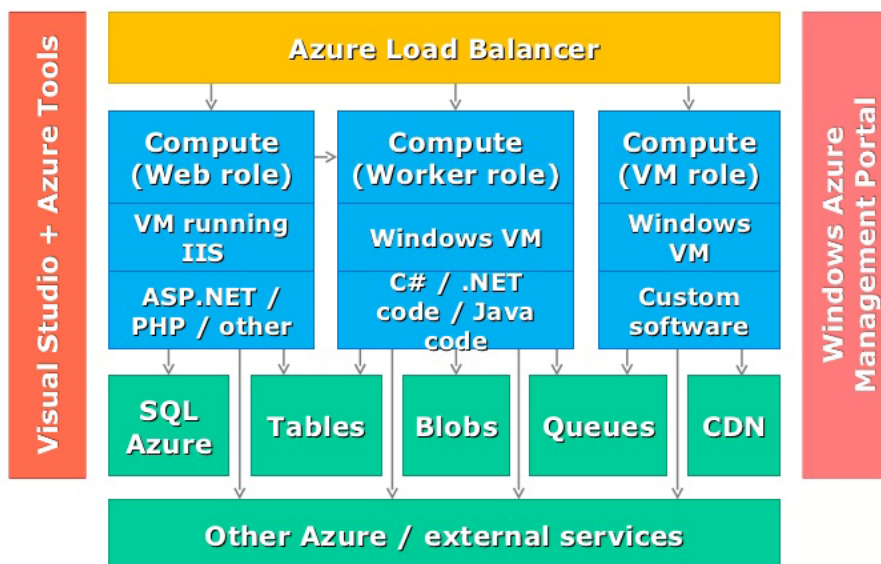 Visual Studio + Azure Tools
Azure Load Balancer
Compute
(Web role)
VM running
IIS
ASP.NET /
PHP / other
Compute
(Worker role)
Windows VM
C# / .NET
code / Java
code
Compute
(VM role)
Windows
VM
Custom
software
SQL
Azure
Tables
Blobs
Queues
CDN
Other Azure / external services
Windows Azure
Management Portal